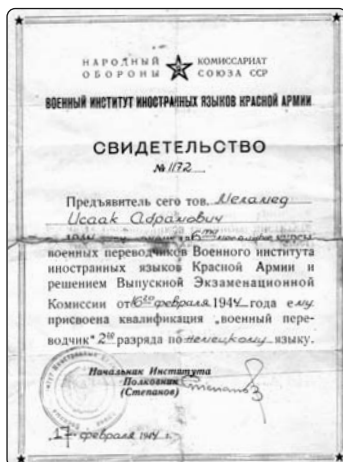 НАРОДНЫЙ КОМИССАРИАТ
ОБОРОНЫ СОЮЗА ССР
ВОЕННЫЙ ИНСТИТУТ ИНОСТРАННЫХ ЯЗЫКОВ КРАСНОЙ АРМИИ
СВИДЕТЕЛЬСТВО
№ 1172
Предъявитель сего тов. Меламед
Исаак Абрамович
военных переводчиков Военного института
иностранных языков Красной Армии и
решением Выпускной Экзаменационной
Комиссии от 16го февраля 1944 года ему
присвоена квалификация „военный пере-
водчик" 2го разряда по немецкому языку.
Начальник Института
Полковник
(Степанов)
„17" февраля 1944 г.